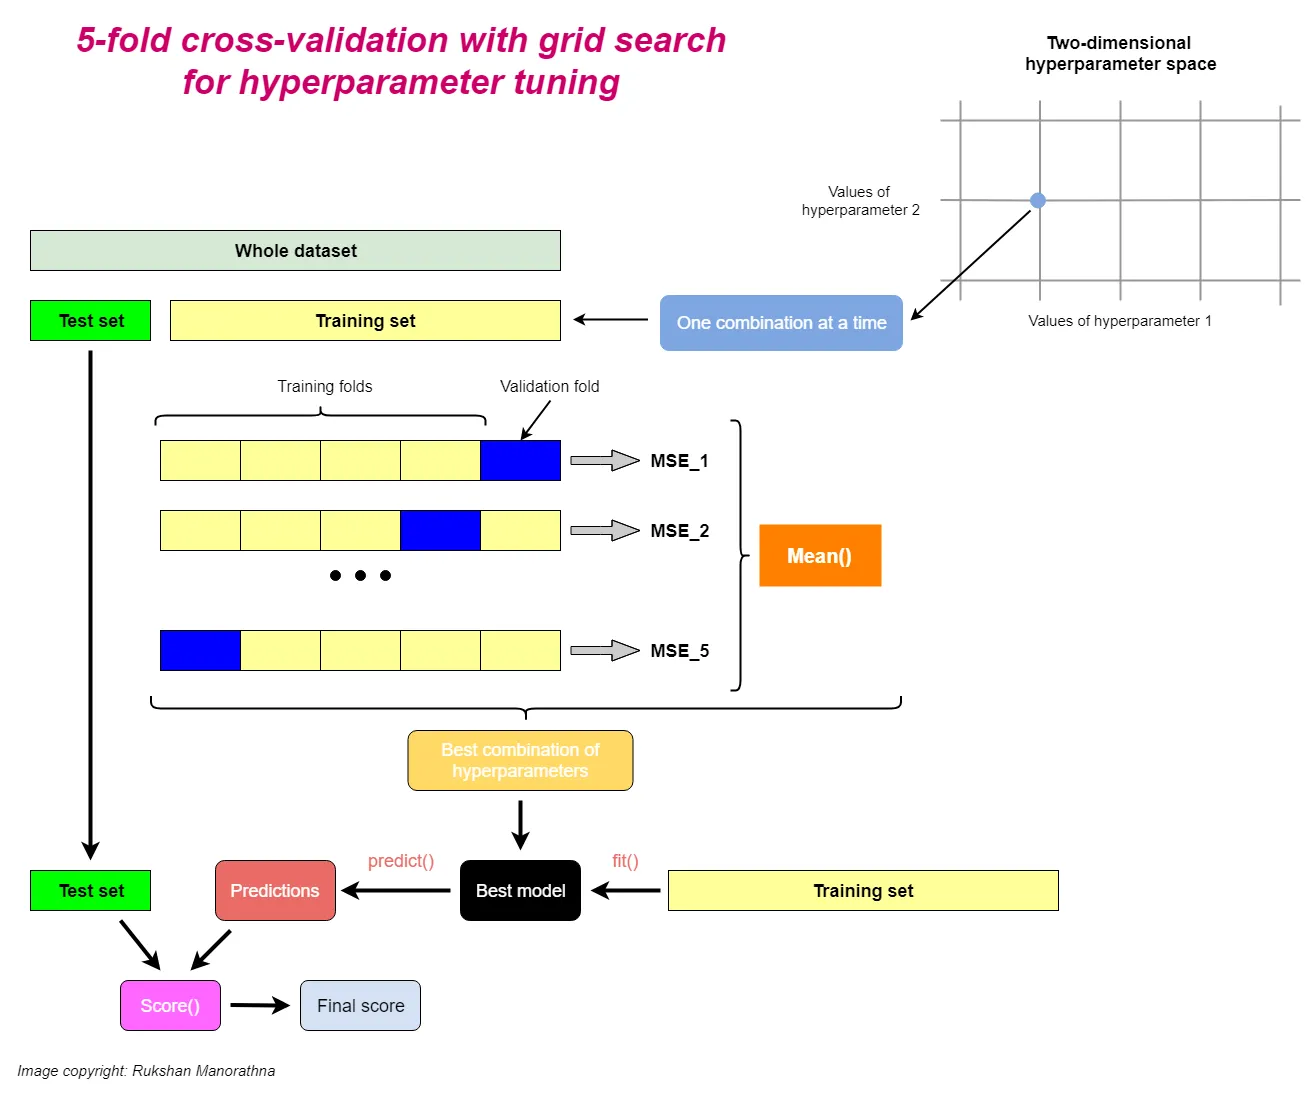 5-fold cross-validation with grid search
for hyperparameter tuning
Two-dimensional
hyperparameter space
Values of
hyperparameter 2
Values of hyperparameter 1
Whole dataset
Test set
Training set
One combination at a time
Training folds
Validation fold
MSE_1
MSE_2
MSE_5
Mean()
Best combination of
hyperparameters
Test set
Predictions
predict()
Best model
fit()
Training set
Score()
Final score
Image copyright: Rukshan Manorathna